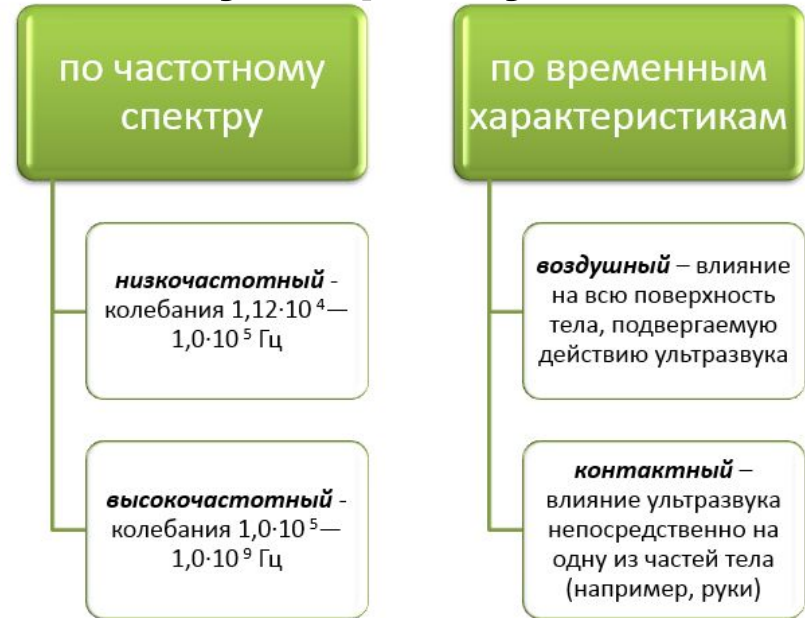 по частотному
спектру
низкочастотный -
колебания 1,12·10⁴—
1,0·10⁵ Гц
высокочастотный -
колебания 1,0·10⁵—
1,0·10⁹ Гц
по временным
характеристикам
воздушный – влияние
на всю поверхность
тела, подвергаемую
действию ультразвука
контактный –
влияние ультразвука
непосредственно на
одну из частей тела
(например, руки)